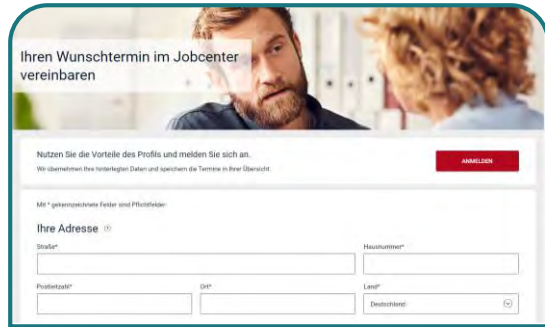 Ihren Wunschtermin im Jobcenter
vereinbaren
Nutzen Sie die Vorteile des Profils und melden Sie sich an.
Wir übernehmen Ihre hinterlegten Daten und speichern die Termine in Ihrer Übersicht.
ANMELDEN
Mit * gekennzeichnete Felder sind Pflichtfelder
Ihre Adresse
Straße*
Hausnummer*
Postleitzahl*
Ort*
Land*
Deutschland